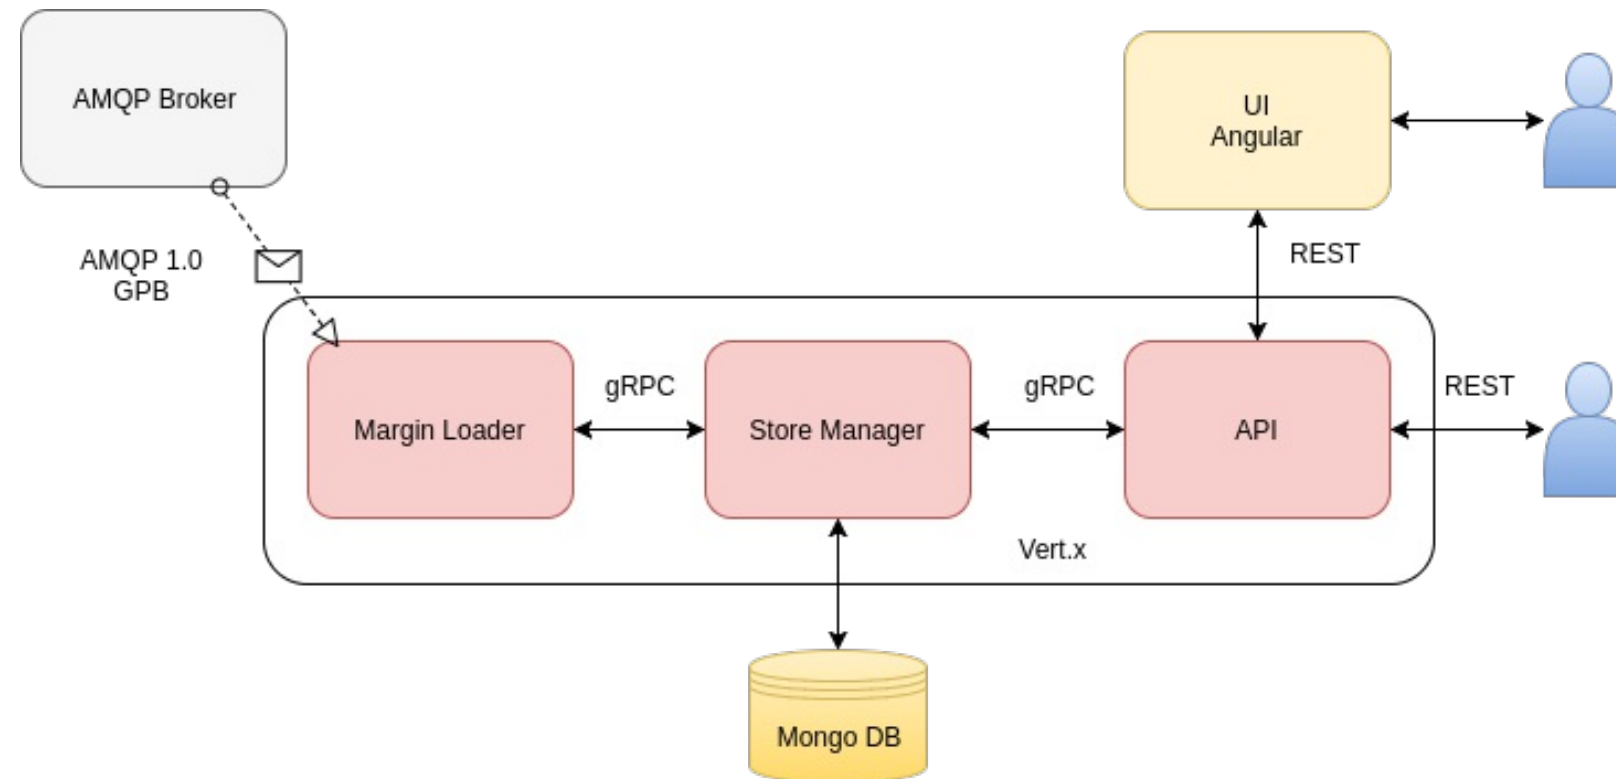 AMQP Broker
UI
Angular
AMQP 1.0
GPB
REST
gRPC
gRPC
REST
Margin Loader
Store Manager
API
Vert.x
Mongo DB